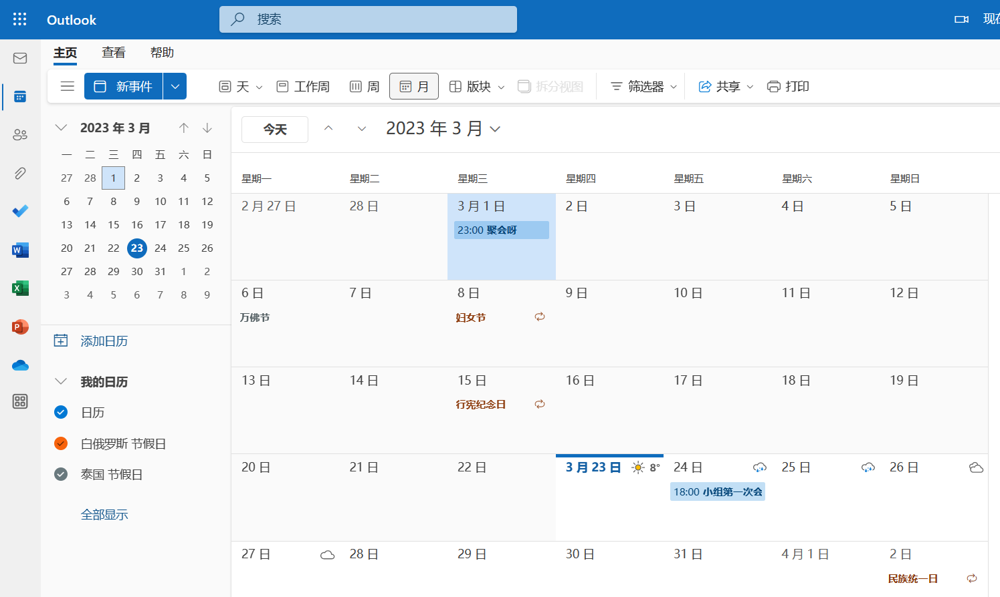 Outlook
搜索
现在
主页 查看 帮助
新事件 天 工作周 周 月 版块 拆分视图 筛选器 共享 打印
2023 年 3 月
一 二 三 四 五 六 日
27 28 1 2 3 4 5
6 7 8 9 10 11 12
13 14 15 16 17 18 19
20 21 22 23 24 25 26
27 28 29 30 31 1 2
3 4 5 6 7 8 9
添加日历
我的日历
日历
白俄罗斯 节假日
泰国 节假日
全部显示
今天 2023 年 3 月
星期一 星期二 星期三 星期四 星期五 星期六 星期日
2 月 27 日 28 日 3 月 1 日 2 日 3 日 4 日 5 日
23:00 聚会呀
6 日 7 日 8 日 9 日 10 日 11 日 12 日
万佛节 妇女节
13 日 14 日 15 日 16 日 17 日 18 日 19 日
行宪纪念日
20 日 21 日 22 日 3 月 23 日 8° 24 日 25 日 26 日
18:00 小组第一次会
27 日 28 日 29 日 30 日 31 日 4 月 1 日 2 日
民族统一日